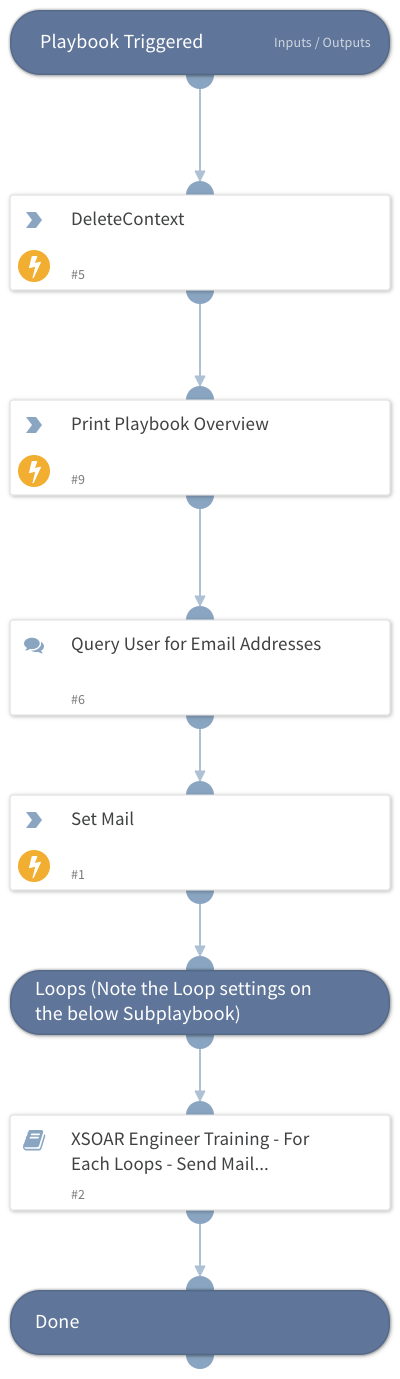 Playbook Triggered
Inputs / Outputs
DeleteContext
#5
Print Playbook Overview
#9
Query User for Email Addresses
#6
Set Mail
#1
Loops (Note the Loop settings on
the below Subplaybook)
XSOAR Engineer Training - For
Each Loops - Send Mail...
#2
Done